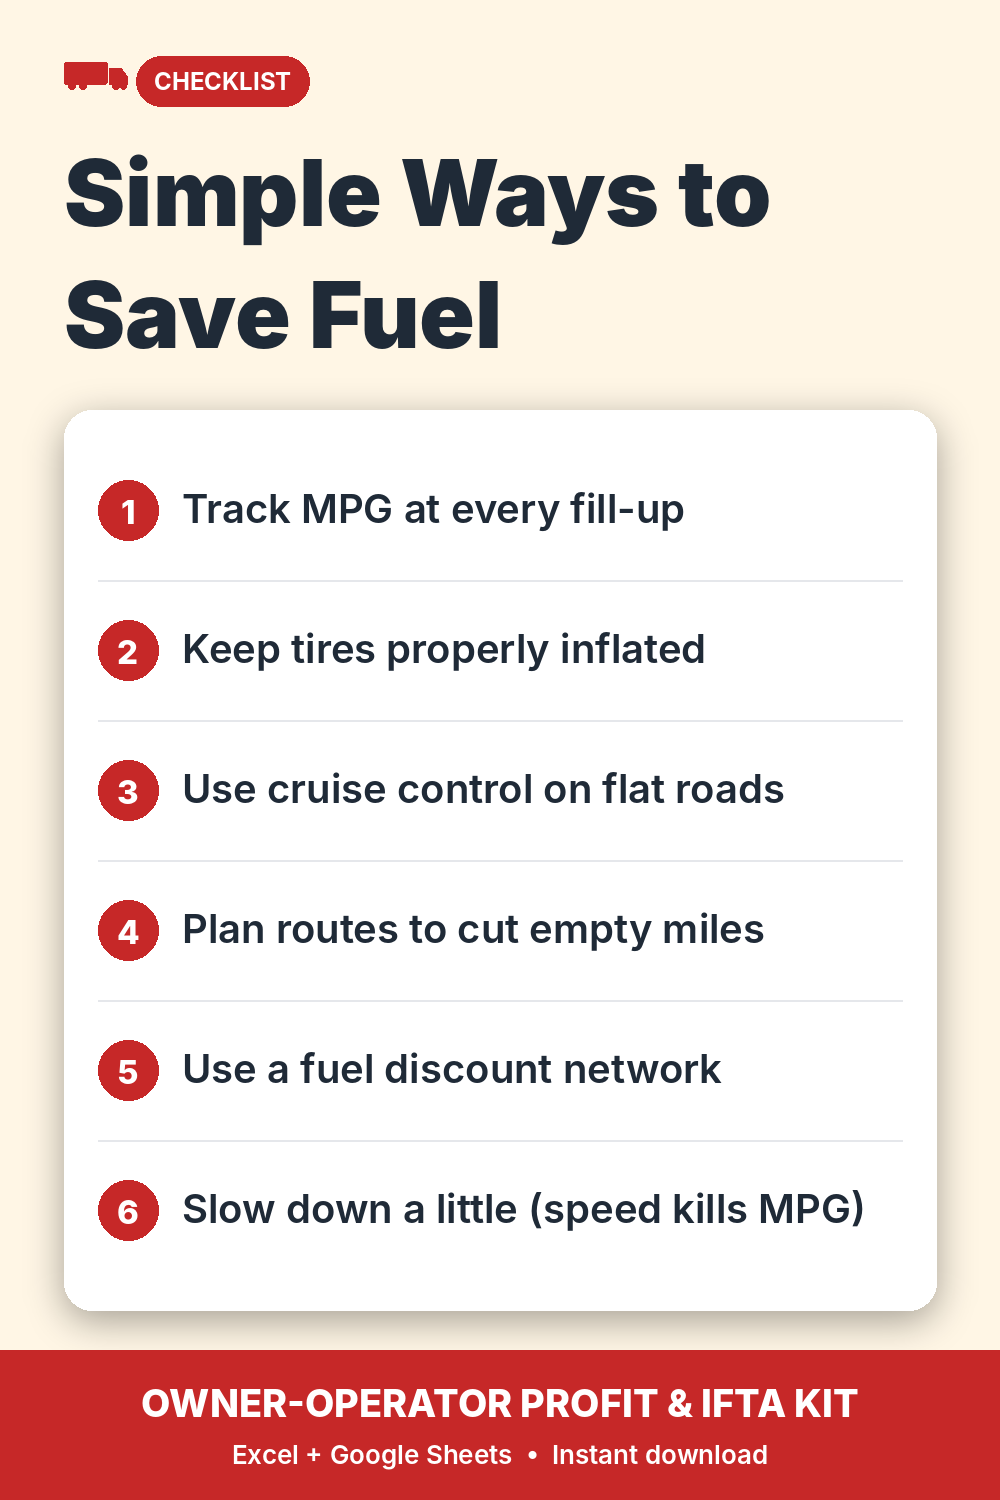 CHECKLIST
Simple Ways to
Save Fuel
1 Track MPG at every fill-up
2 Keep tires properly inflated
3 Use cruise control on flat roads
4 Plan routes to cut empty miles
5 Use a fuel discount network
6 Slow down a little (speed kills MPG)
OWNER-OPERATOR PROFIT & IFTA KIT
Excel + Google Sheets • Instant download